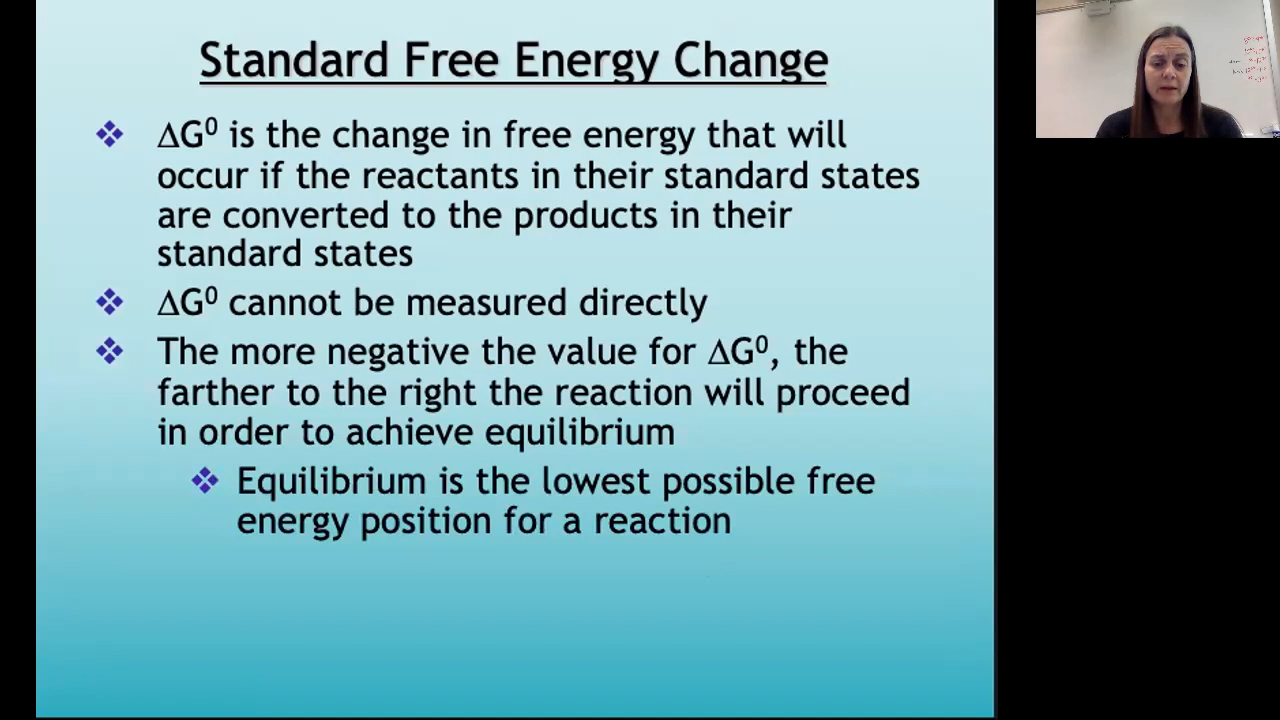 Standard Free Energy Change
❖ ΔG⁰ is the change in free energy that will
occur if the reactants in their standard states
are converted to the products in their
standard states
❖ ΔG⁰ cannot be measured directly
❖ The more negative the value for ΔG⁰, the
farther to the right the reaction will proceed
in order to achieve equilibrium
❖ Equilibrium is the lowest possible free
energy position for a reaction